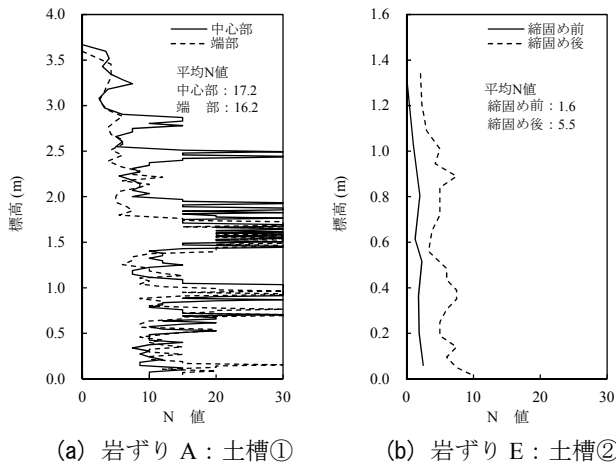 4.0
3.5
3.0
2.5
2.0
1.5
1.0
0.5
0.0
標高 (m)
中心部
端部
平均N値
中心部：17.2
端　部：16.2
0 10 20 30
N　値
(a) 岩ずり A：土槽①
1.6
1.4
1.2
1.0
0.8
0.6
0.4
0.2
0.0
標高 (m)
締固め前
締固め後
平均N値
締固め前：1.6
締固め後：5.5
0 10 20 30
N　値
(b) 岩ずり E：土槽②